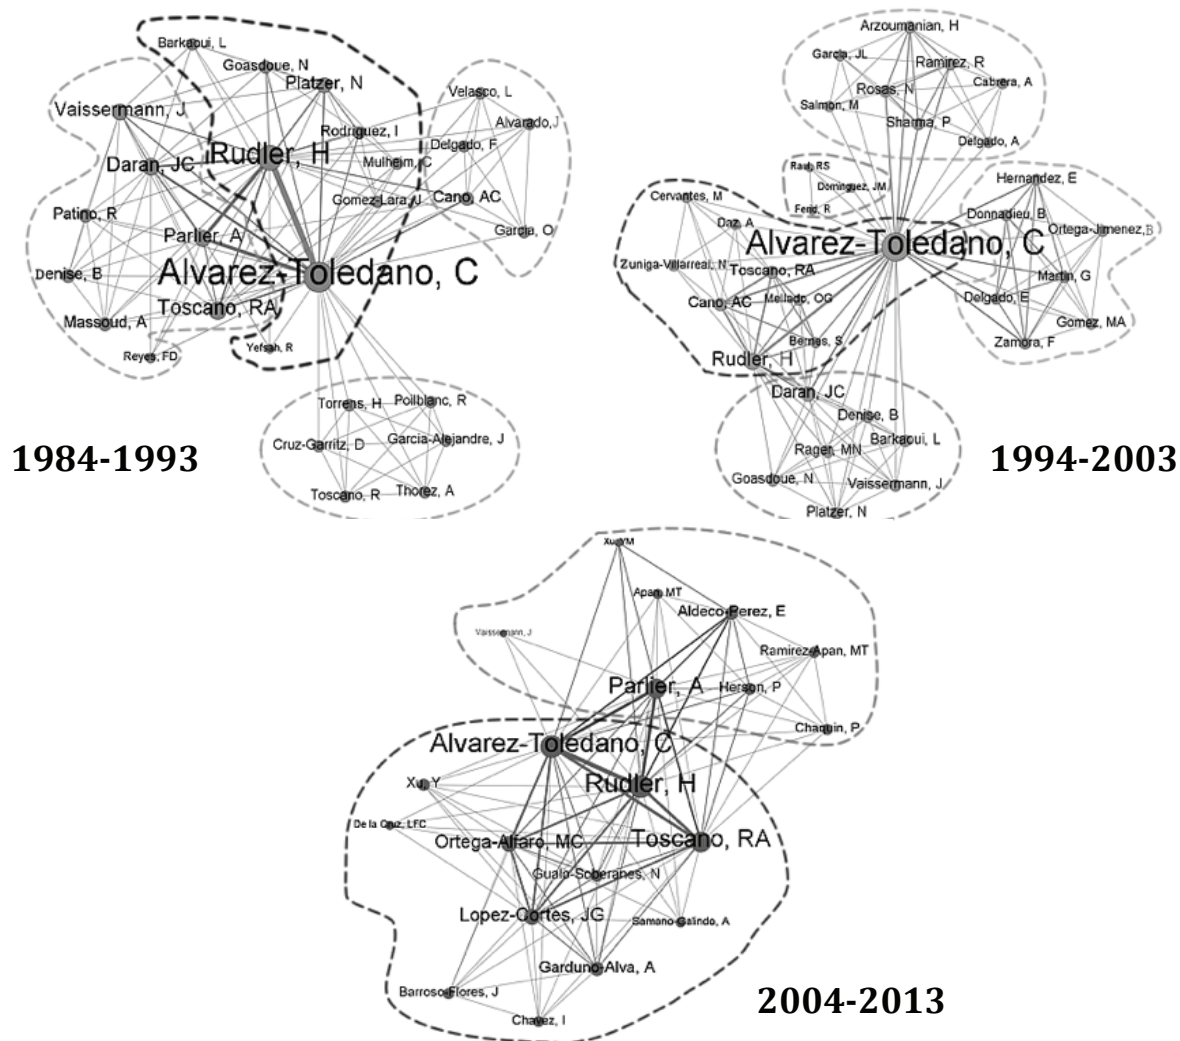 Barkaoui, L
Goasdoue, N
Platzer, N
Vaissermann, J
Rodriguez, I
Rudler, H
Mulheim, C
Daran, JC
Gomez-Lara, J
Patino, R
Parlier, A
Alvarez-Toledano, C
Denise, B
Toscano, RA
Massoud, A
Reyes, FD
Yefsah, R
Velasco, L
Alvarado, J
Delgado, F
Cano, AC
Garcia, O
Torrens, H
Poilblanc, R
Cruz-Garritz, D
Garcia-Alejandre, J
Toscano, R
Thorez, A
1984-1993
Arzoumanian, H
Garcia, JL
Ramirez, R
Rosas, N
Cabrera, A
Salmon, M
Sharma, P
Delgado, A
Raul, RS
Dominguez, JM
Ferid, R
Hernandez, E
Donnadieu, B
Ortega-Jimenez, B
Martin, G
Delgado, E
Gomez, MA
Zamora, F
Cervantes, M
Daz, A
Alvarez-Toledano, C
Zuniga-Villarreal, N
Toscano, RA
Cano, AC
Mellado, OG
Bernes, S
Rudler, H
Daran, JC
Denise, B
Rager, MN
Barkaoui, L
Goasdoue, N
Vaissermann, J
Platzer, N
1994-2003
Xu, YM
Apan, MT
Aldeco-Perez, E
Vaissermann, J
Ramirez-Apan, MT
Parlier, A
Herson, P
Chaquin, P
Alvarez-Toledano, C
Xu, Y
Rudler, H
De la Cruz, LFC
Ortega-Alfaro, MC
Toscano, RA
Gualo-Soberanes, N
Lopez-Cortes, JG
Samano-Galindo, A
Garduno-Alva, A
Barroso-Flores, J
Chavez, I
2004-2013